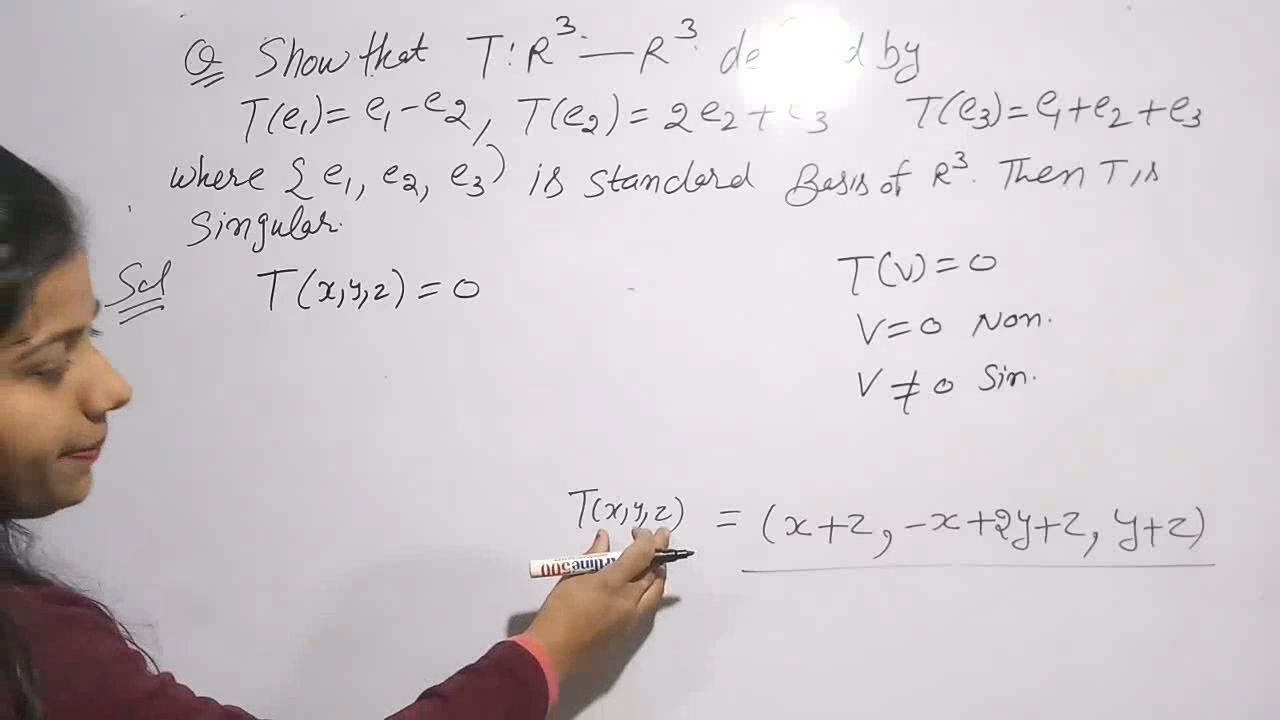 Q Show that T: R³ — R³ by
T(e₁) = e₁ - e₂, T(e₂) = 2e₂ + ₃ T(e₃) = e₁ + e₂ + e₃
where { e₁, e₂, e₃ ) is standard Basis of R³. Then T is
Singular.
Sol T(x,y,z) = 0
T(v) = 0
V = 0 Non.
V ≠ 0 Sin.
T(x,y,z) = (x+z, -x+2y+z, y+z)
500